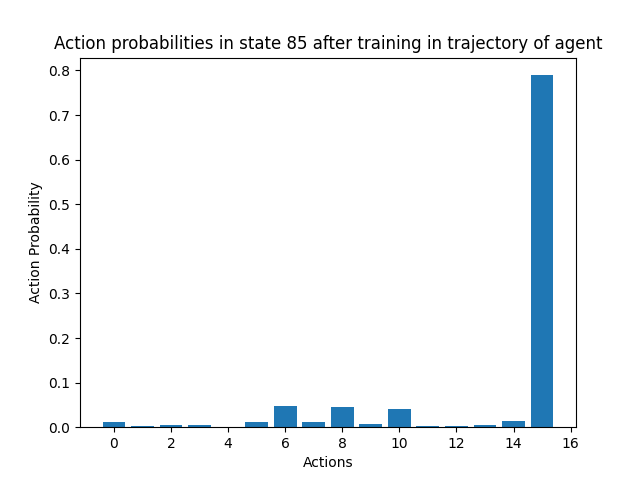 Action probabilities in state 85 after training in trajectory of agent
0.8
0.7
0.6
0.5
0.4
0.3
0.2
0.1
0.0
Action Probability
0 2 4 6 8 10 12 14 16
Actions